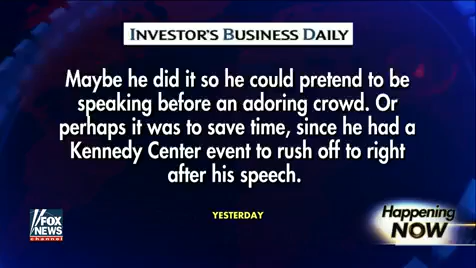 INVESTOR'S BUSINESS DAILY
Maybe he did it so he could pretend to be
speaking before an adoring crowd. Or
perhaps it was to save time, since he had a
Kennedy Center event to rush off to right
after his speech.
YESTERDAY
FOX
NEWS
channel
Happening
NOW